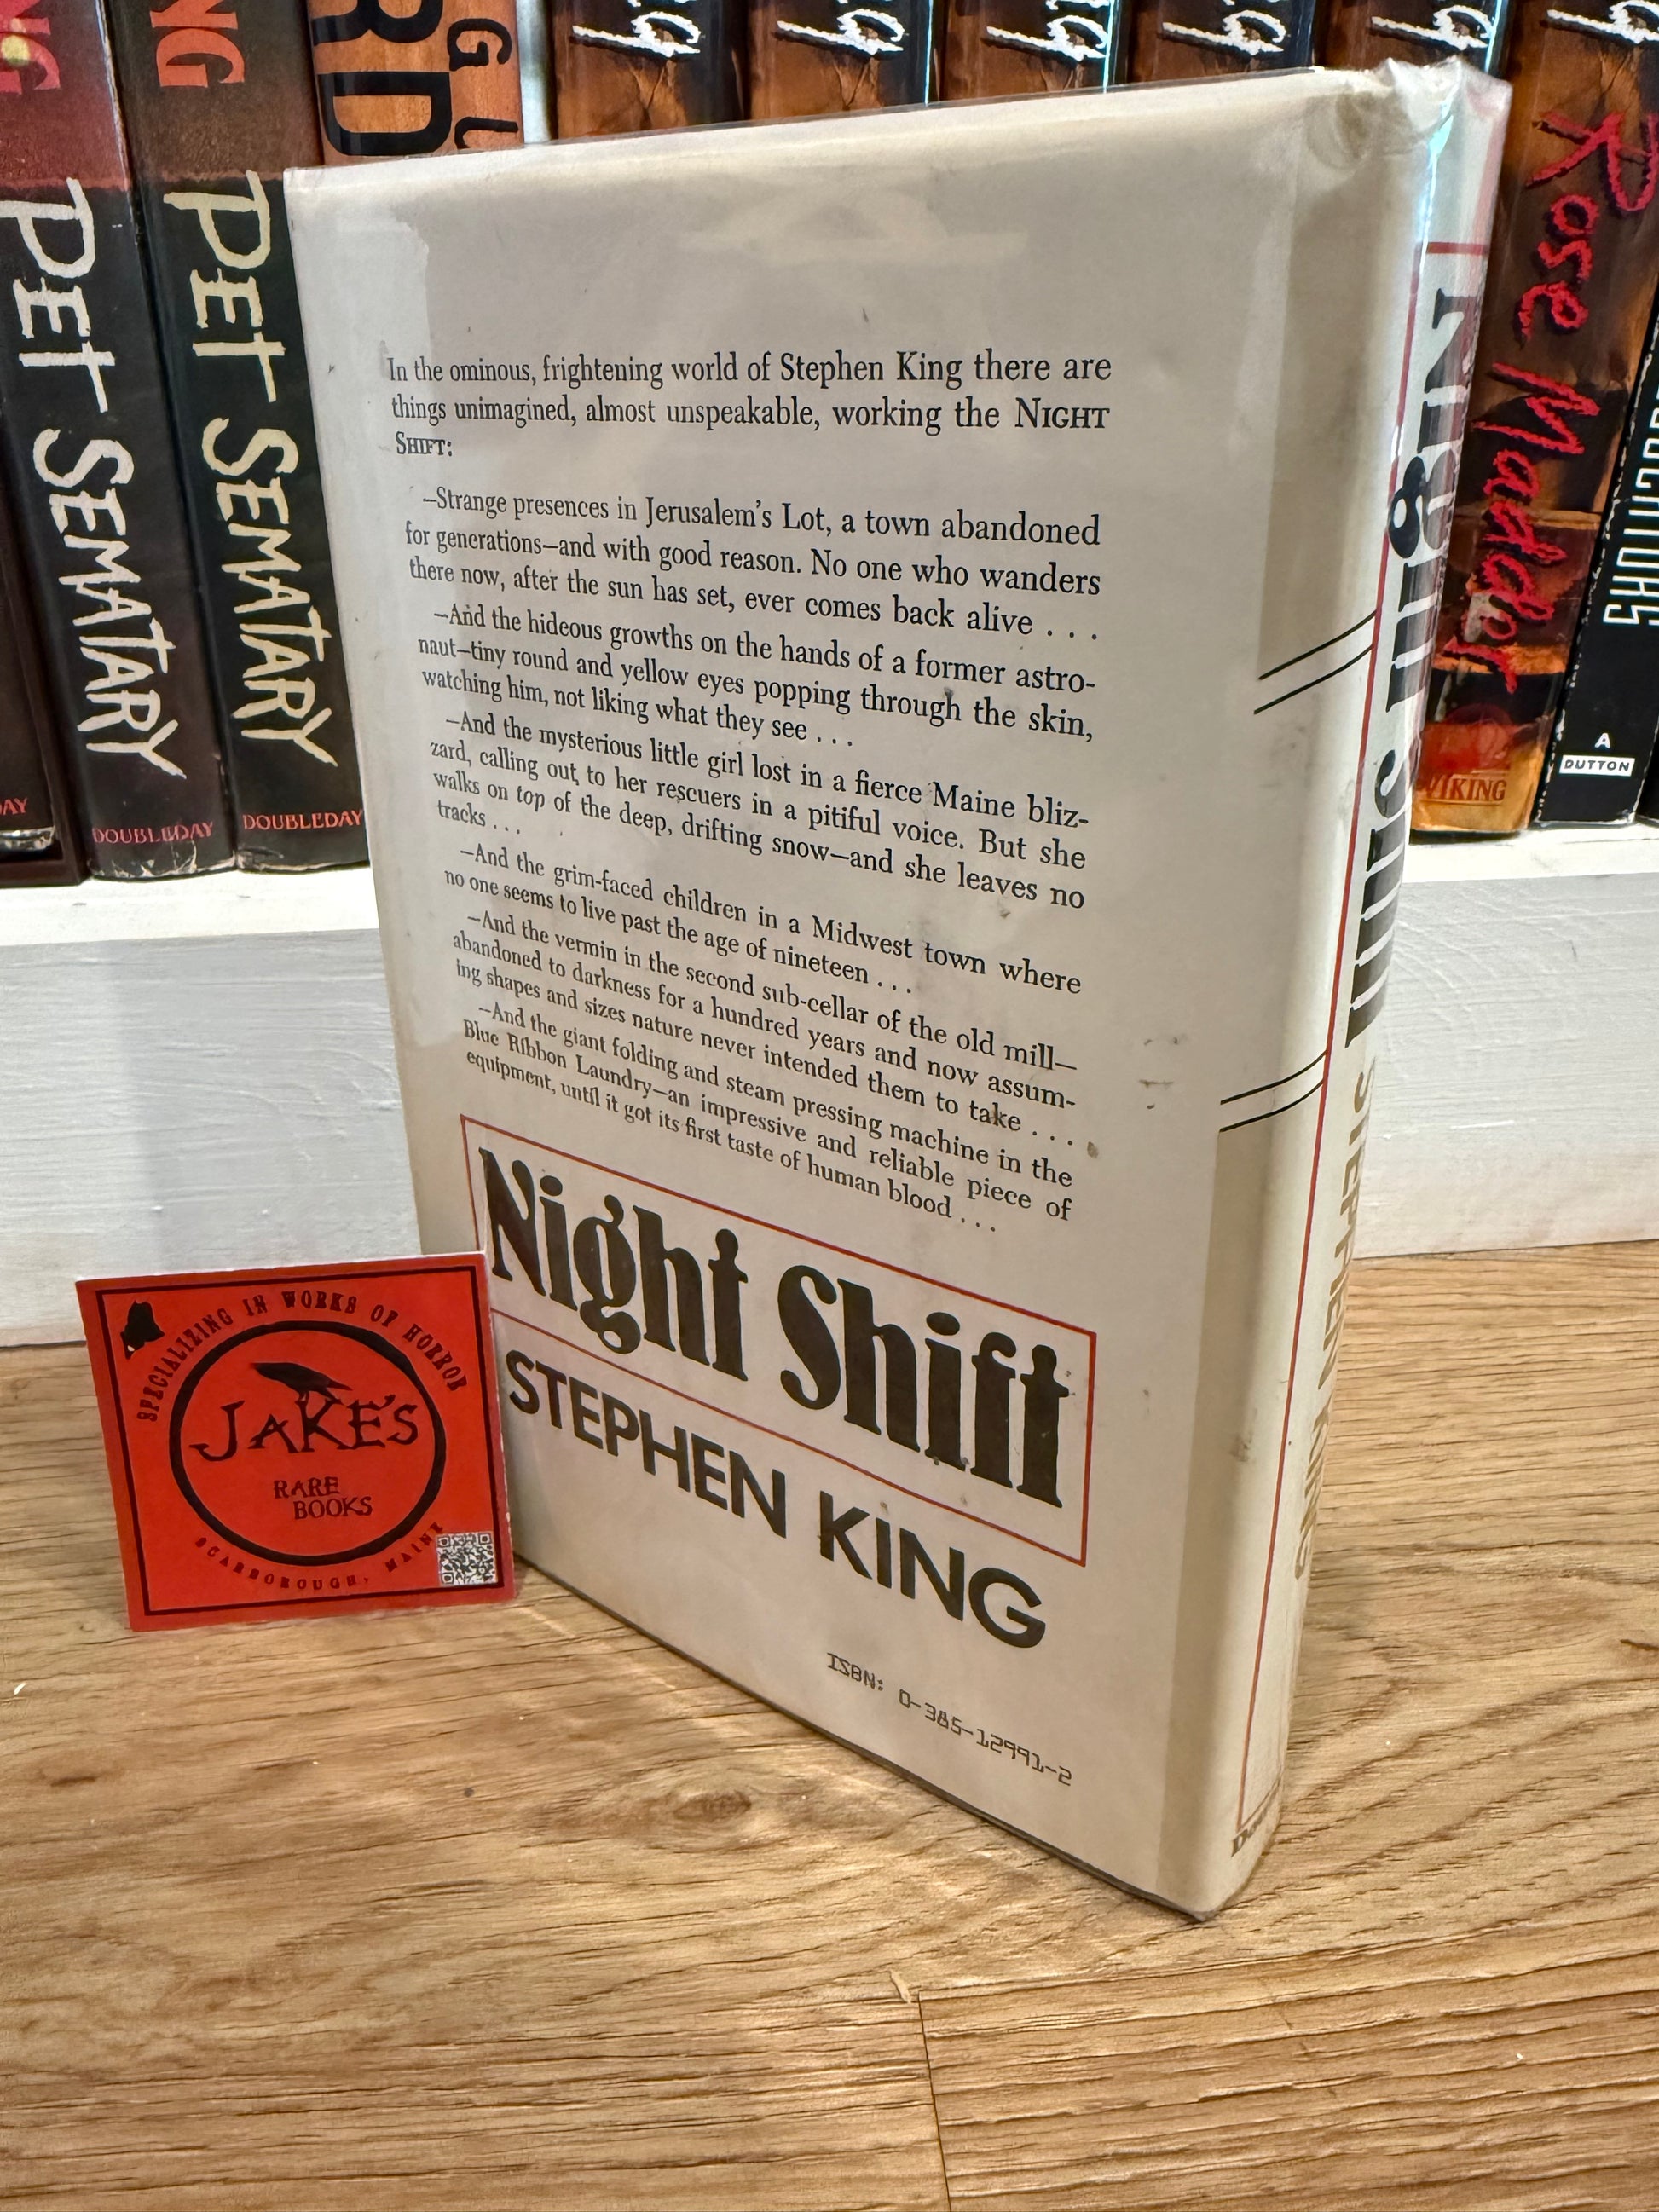 NG
PET SEMATARY
DOUBLEDAY
NG
PET SEMATARY
DOUBLEDAY
RD
Rose Madder
VIKING
A
DUTTON
In the ominous, frightening world of Stephen King there are
things unimagined, almost unspeakable, working the NIGHT
SHIFT:
—Strange presences in Jerusalem's Lot, a town abandoned
for generations—and with good reason. No one who wanders
there now, after the sun has set, ever comes back alive . . .
—And the hideous growths on the hands of a former astro-
naut—tiny round and yellow eyes popping through the skin,
watching him, not liking what they see . . .
—And the mysterious little girl lost in a fierce Maine bliz-
zard, calling out to her rescuers in a pitiful voice. But she
walks on top of the deep, drifting snow—and she leaves no
tracks . . .
—And the grim-faced children in a Midwest town where
no one seems to live past the age of nineteen . . .
—And the vermin in the second sub-cellar of the old mill—
abandoned to darkness for a hundred years and now assum-
ing shapes and sizes nature never intended them to take . . .
—And the giant folding and steam pressing machine in the
Blue Ribbon Laundry—an impressive and reliable piece of
equipment, until it got its first taste of human blood . . .
Night Shift
STEPHEN KING
ISBN: 0-385-12991-2
Night Shift STEPHEN KING
SPECIALIZING IN WORKS OF HORROR
JAKE'S
RARE
BOOKS
SCARBOROUGH, MAINE